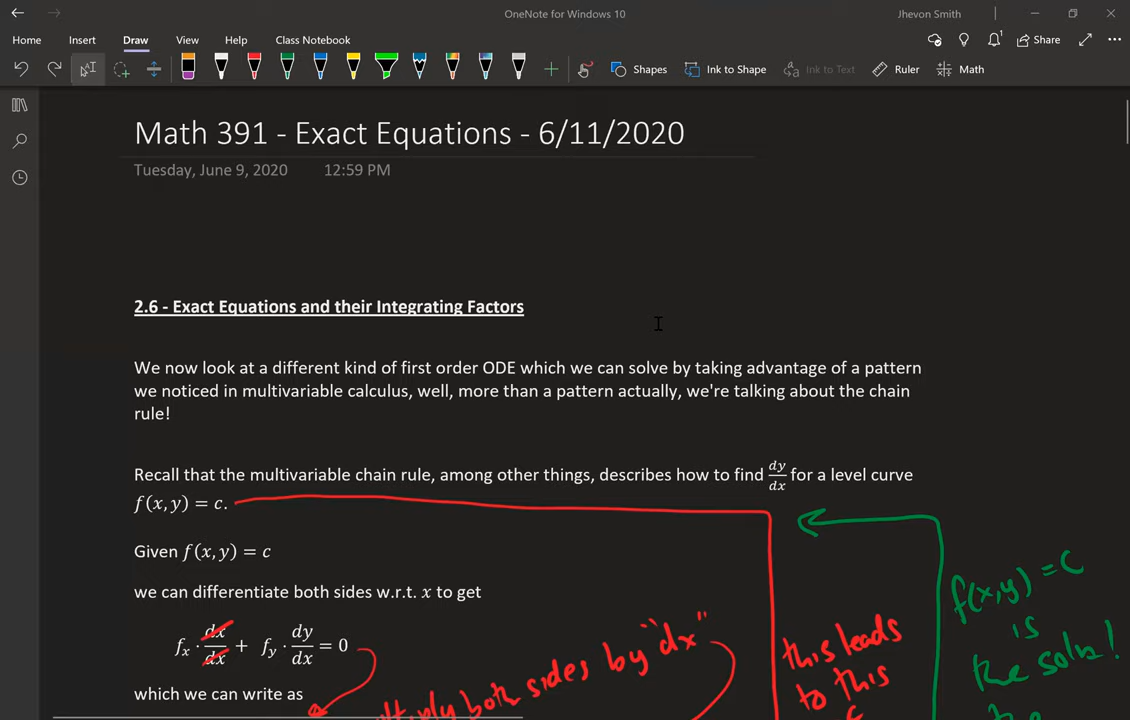 OneNote for Windows 10
Jhevon Smith
Home Insert Draw View Help Class Notebook
Share
Shapes Ink to Shape Ink to Text Ruler Math
Math 391 - Exact Equations - 6/11/2020
Tuesday, June 9, 2020 12:59 PM
2.6 - Exact Equations and their Integrating Factors
We now look at a different kind of first order ODE which we can solve by taking advantage of a pattern
we noticed in multivariable calculus, well, more than a pattern actually, we're talking about the chain
rule!
Recall that the multivariable chain rule, among other things, describes how to find dy/dx for a level curve
f(x, y) = c.
Given f(x, y) = c
we can differentiate both sides w.r.t. x to get
f_x · dx/dx + f_y · dy/dx = 0
which we can write as
both sides by "dx"
this leads
to this
f(x,y) = c
is
the soln!